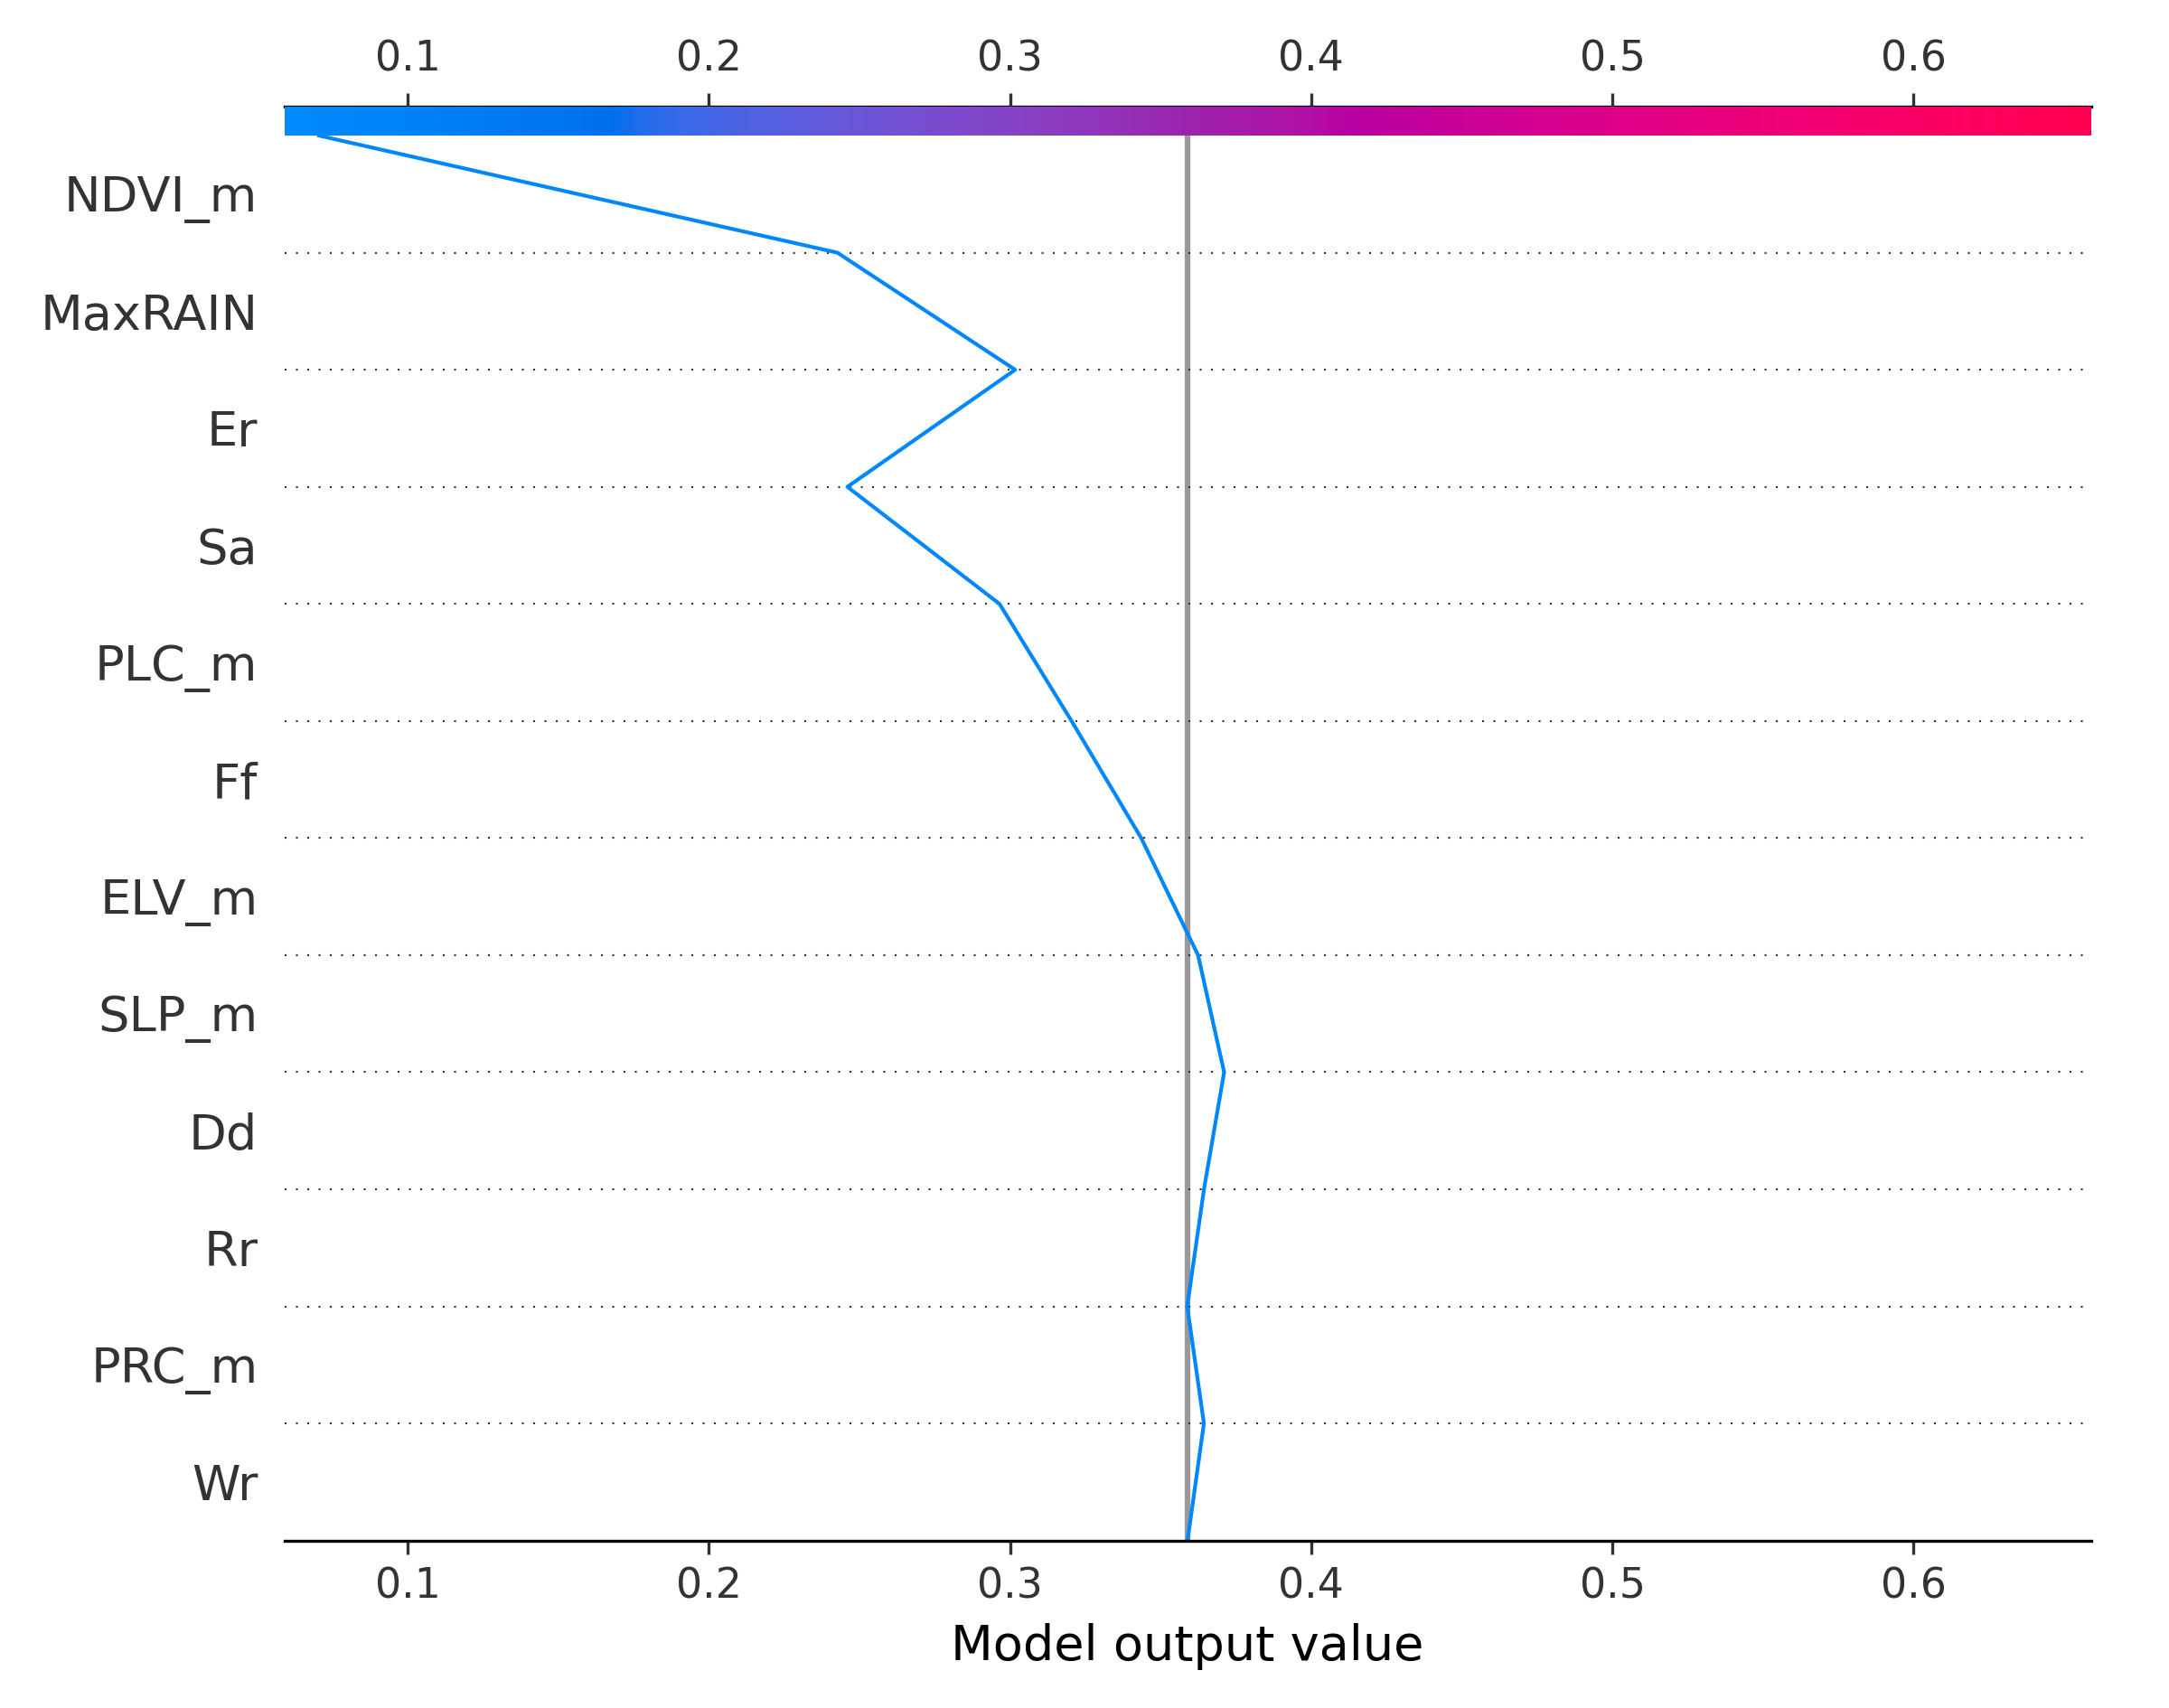 0.1 0.2 0.3 0.4 0.5 0.6
NDVI_m
MaxRAIN
Er
Sa
PLC_m
Ff
ELV_m
SLP_m
Dd
Rr
PRC_m
Wr
0.1 0.2 0.3 0.4 0.5 0.6
Model output value